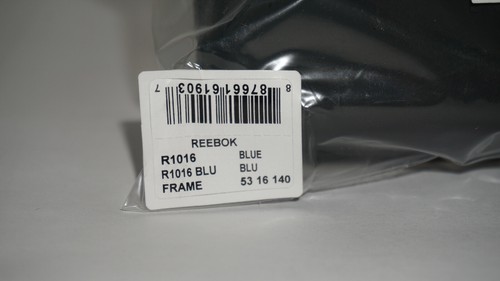 8 87661 61903 7
REEBOK
R1016 BLUE
R1016 BLU BLU
FRAME 53 16 140